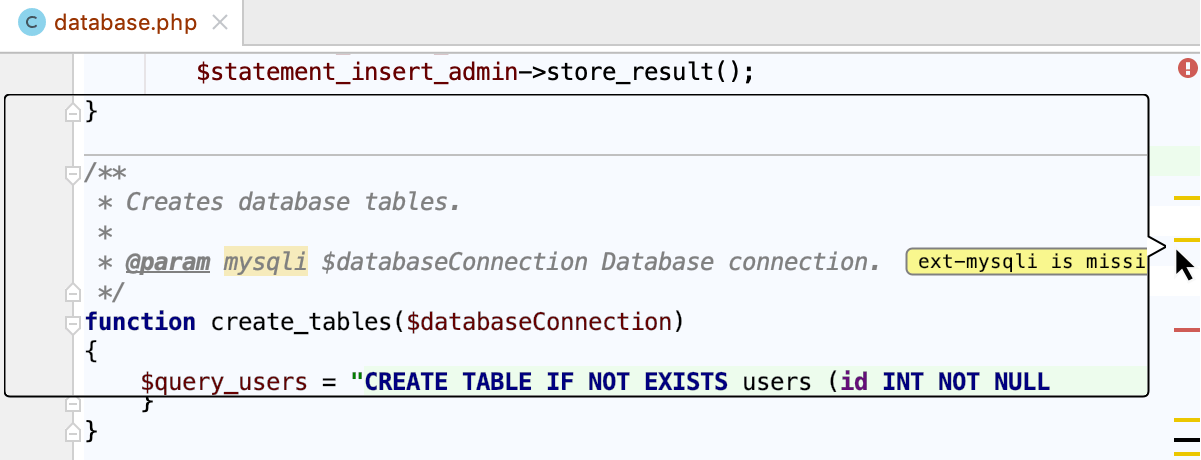 C database.php
$statement_insert_admin->store_result();
}
/**
* Creates database tables.
*
* @param mysqli $databaseConnection Database connection. ext-mysqli is missi
*/
function create_tables($databaseConnection)
{
$query_users = "CREATE TABLE IF NOT EXISTS users (id INT NOT NULL
}
}